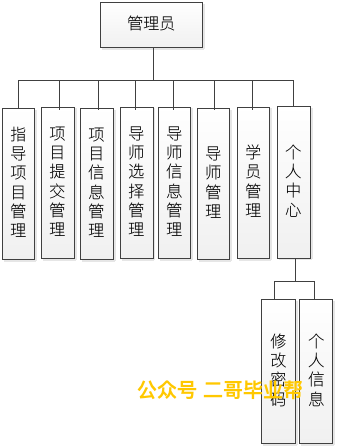 管理员
指导项目管理
项目提交管理
项目信息管理
导师选择管理
导师信息管理
导师管理
学员管理
个人中心
修改密码
个人信息
公众号 二哥毕业帮